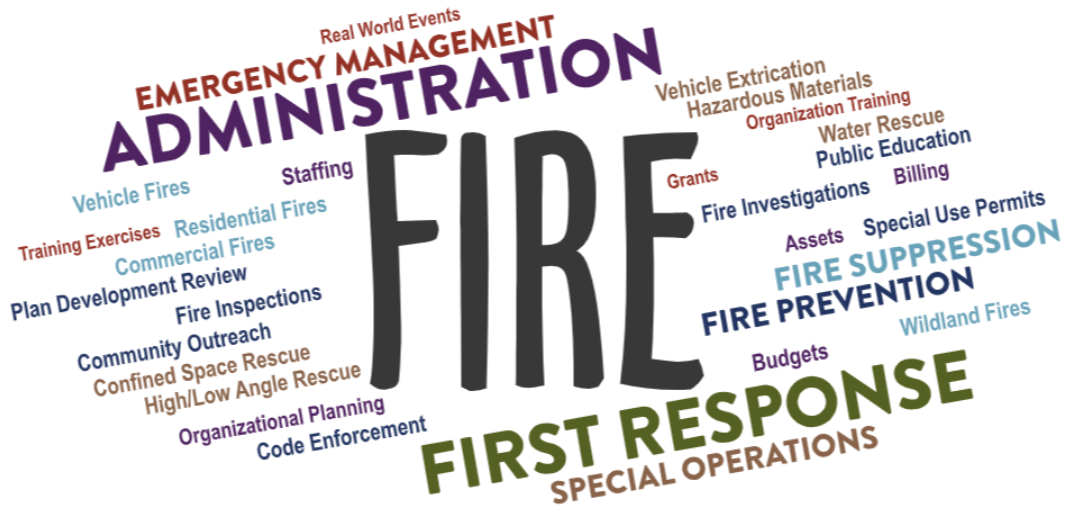 Real World Events
EMERGENCY MANAGEMENT
ADMINISTRATION
FIRE
Staffing
Vehicle Fires
Residential Fires
Training Exercises
Commercial Fires
Plan Development Review
Fire Inspections
Community Outreach
Confined Space Rescue
High/Low Angle Rescue
Organizational Planning
Code Enforcement
Vehicle Extrication
Hazardous Materials
Organization Training
Water Rescue
Public Education
Grants
Billing
Fire Investigations
Special Use Permits
Assets
FIRE SUPPRESSION
FIRE PREVENTION
Wildland Fires
Budgets
FIRST RESPONSE
SPECIAL OPERATIONS